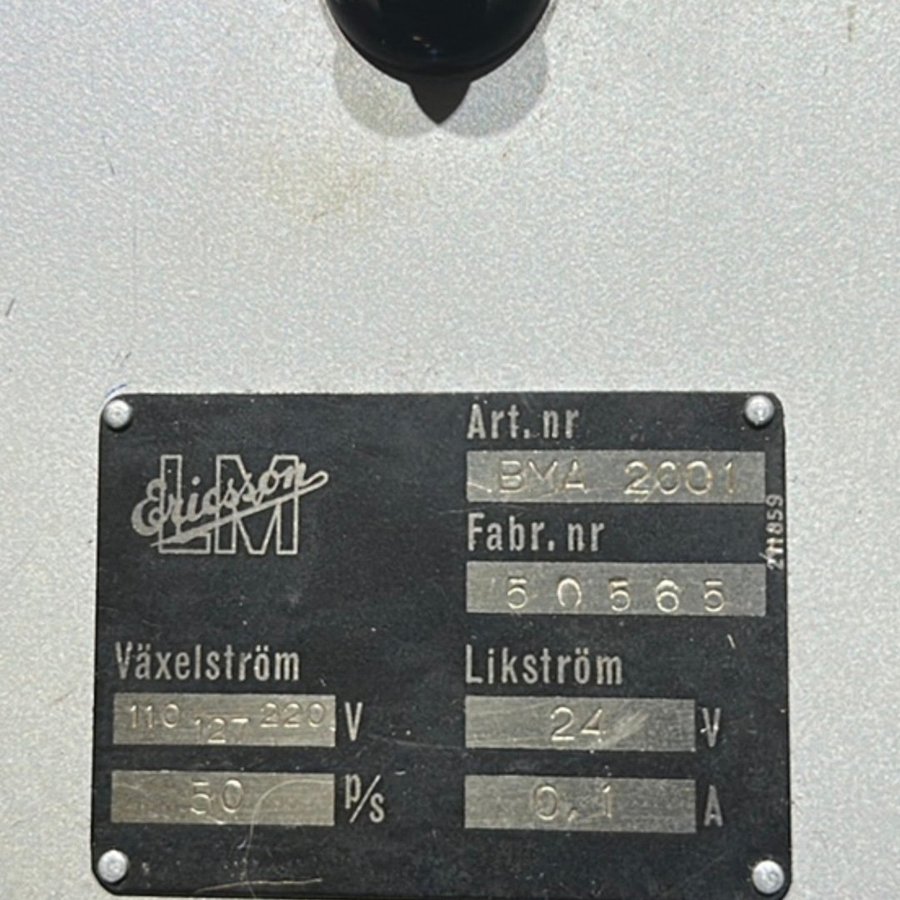 LM
Ericsson
Art.nr
BMA 2001
Fabr.nr
50565
211859
Växelström
110 127 220 V
50 p/s
Likström
24 V
0,1 A